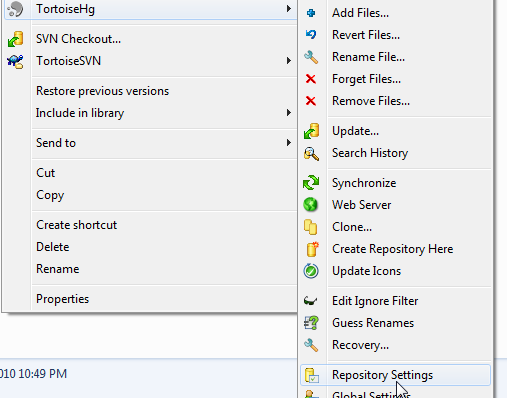 TortoiseHg
SVN Checkout...
TortoiseSVN
Restore previous versions
Include in library
Send to
Cut
Copy
Create shortcut
Delete
Rename
Properties
010 10:49 PM
Add Files...
Revert Files...
Rename File...
Forget Files...
Remove Files...
Update...
Search History
Synchronize
Web Server
Clone...
Create Repository Here
Update Icons
Edit Ignore Filter
Guess Renames
Recovery...
Repository Settings
Global Settings